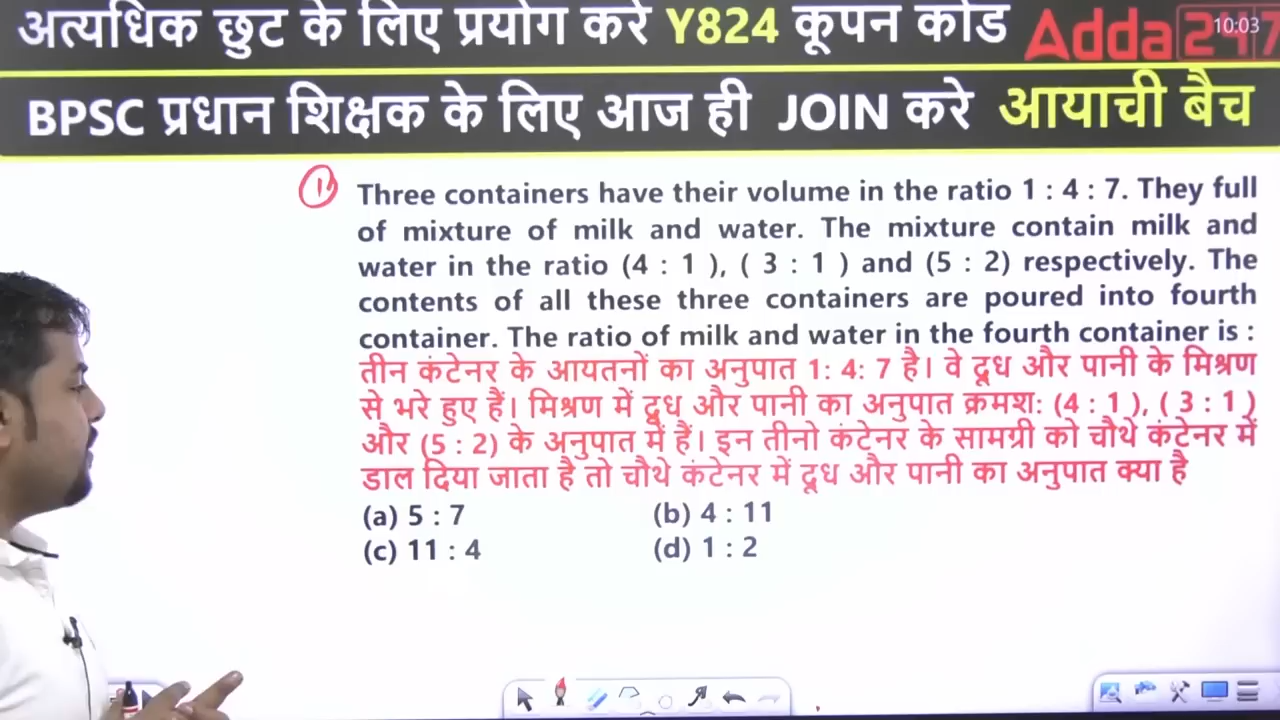 अत्यधिक छुट के लिए प्रयोग करे Y824 कूपन कोड Adda247
10:03
BPSC प्रधान शिक्षक के लिए आज ही JOIN करे आयाची बैच
1
Three containers have their volume in the ratio 1 : 4 : 7. They full
of mixture of milk and water. The mixture contain milk and
water in the ratio (4 : 1 ), ( 3 : 1 ) and (5 : 2) respectively. The
contents of all these three containers are poured into fourth
container. The ratio of milk and water in the fourth container is :
तीन कंटेनर के आयतनों का अनुपात 1: 4: 7 है। वे दूध और पानी के मिश्रण
से भरे हुए हैं। मिश्रण में दूध और पानी का अनुपात क्रमश: (4 : 1 ), ( 3 : 1 )
और (5 : 2) के अनुपात में हैं। इन तीनो कंटेनर के सामग्री को चौथे कंटेनर में
डाल दिया जाता है तो चौथे कंटेनर में दूध और पानी का अनुपात क्या है
(a) 5 : 7 (b) 4 : 11
(c) 11 : 4 (d) 1 : 2